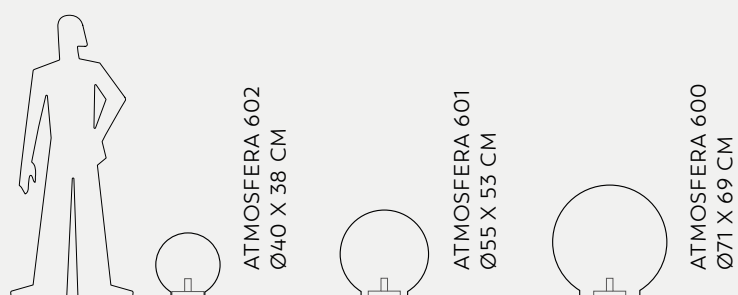 ATMOSFERA 602
Ø40 X 38 CM
ATMOSFERA 601
Ø55 X 53 CM
ATMOSFERA 600
Ø71 X 69 CM